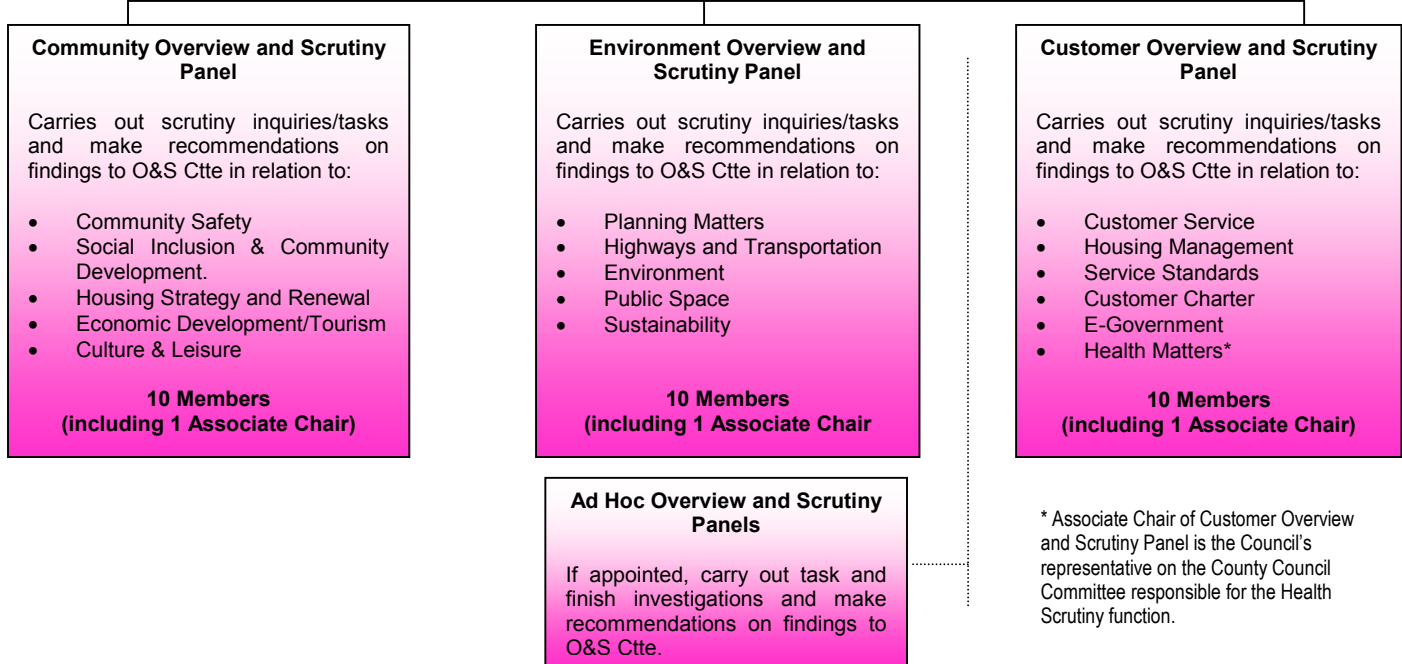 Community Overview and Scrutiny
Panel
Carries out scrutiny inquiries/tasks
and make recommendations on
findings to O&S Ctte in relation to:
• Community Safety
• Social Inclusion & Community
Development.
• Housing Strategy and Renewal
• Economic Development/Tourism
• Culture & Leisure
10 Members
(including 1 Associate Chair)
Environment Overview and
Scrutiny Panel
Carries out scrutiny inquiries/tasks
and make recommendations on
findings to O&S Ctte in relation to:
• Planning Matters
• Highways and Transportation
• Environment
• Public Space
• Sustainability
10 Members
(including 1 Associate Chair
Customer Overview and Scrutiny
Panel
Carries out scrutiny inquiries/tasks
and make recommendations on
findings to O&S Ctte in relation to:
• Customer Service
• Housing Management
• Service Standards
• Customer Charter
• E-Government
• Health Matters*
10 Members
(including 1 Associate Chair)
Ad Hoc Overview and Scrutiny
Panels
If appointed, carry out task and
finish investigations and make
recommendations on findings to
O&S Ctte.
* Associate Chair of Customer Overview
and Scrutiny Panel is the Council's
representative on the County Council
Committee responsible for the Health
Scrutiny function.